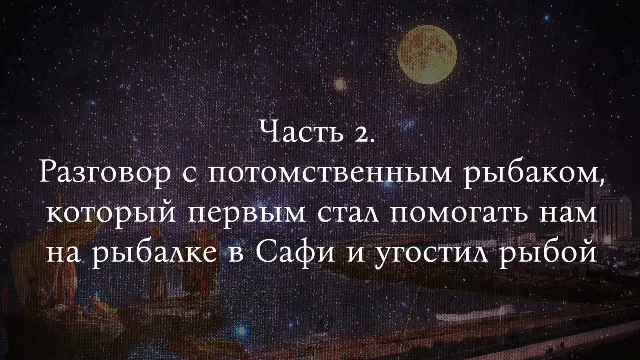 Часть 2.
Разговор с потомственным рыбаком,
который первым стал помогать нам
на рыбалке в Сафи и угостил рыбой